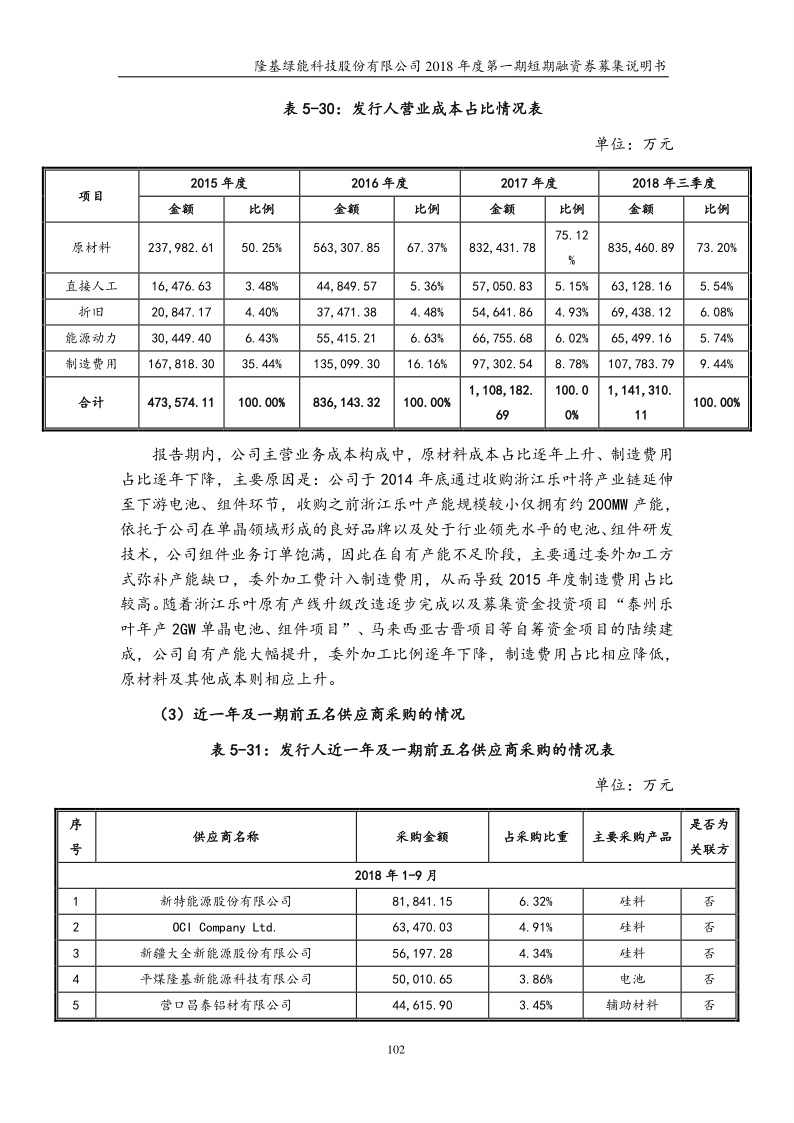 隆基绿能科技股份有限公司 2018 年度第一期短期融资券募集说明书
表 5-30：发行人营业成本占比情况表
单位：万元
项目 2015 年度 2016 年度 2017 年度 2018 年三季度
金额 比例 金额 比例 金额 比例 金额 比例
原材料 237,982.61 50.25% 563,307.85 67.37% 832,431.78 75.12% 835,460.89 73.20%
直接人工 16,476.63 3.48% 44,849.57 5.36% 57,050.83 5.15% 63,128.16 5.54%
折旧 20,847.17 4.40% 37,471.38 4.48% 54,641.86 4.93% 69,438.12 6.08%
能源动力 30,449.40 6.43% 55,415.21 6.63% 66,755.68 6.02% 65,499.16 5.74%
制造费用 167,818.30 35.44% 135,099.30 16.16% 97,302.54 8.78% 107,783.79 9.44%
合计 473,574.11 100.00% 836,143.32 100.00% 1,108,182.69 100.00% 1,141,310.11 100.00%
报告期内，公司主营业务成本构成中，原材料成本占比逐年上升、制造费用
占比逐年下降，主要原因是：公司于 2014 年底通过收购浙江乐叶将产业链延伸
至下游电池、组件环节，收购之前浙江乐叶产能规模较小仅拥有约 200MW 产能，
依托于公司在单晶领域形成的良好品牌以及处于行业领先水平的电池、组件研发
技术，公司组件业务订单饱满，因此在自有产能不足阶段，主要通过委外加工方
式弥补产能缺口，委外加工费计入制造费用，从而导致 2015 年度制造费用占比
较高。随着浙江乐叶原有产线升级改造逐步完成以及募集资金投资项目“泰州乐
叶年产 2GW 单晶电池、组件项目”、马来西亚古晋项目等自筹资金项目的陆续建
成，公司自有产能大幅提升，委外加工比例逐年下降，制造费用占比相应降低，
原材料及其他成本则相应上升。
（3）近一年及一期前五名供应商采购的情况
表 5-31：发行人近一年及一期前五名供应商采购的情况表
单位：万元
序号 供应商名称 采购金额 占采购比重 主要采购产品 是否为关联方
2018 年 1-9 月
1 新特能源股份有限公司 81,841.15 6.32% 硅料 否
2 OCI Company Ltd. 63,470.03 4.91% 硅料 否
3 新疆大全新能源股份有限公司 56,197.28 4.34% 硅料 否
4 平煤隆基新能源科技有限公司 50,010.65 3.86% 电池 否
5 营口昌泰铝材有限公司 44,615.90 3.45% 辅助材料 否
102